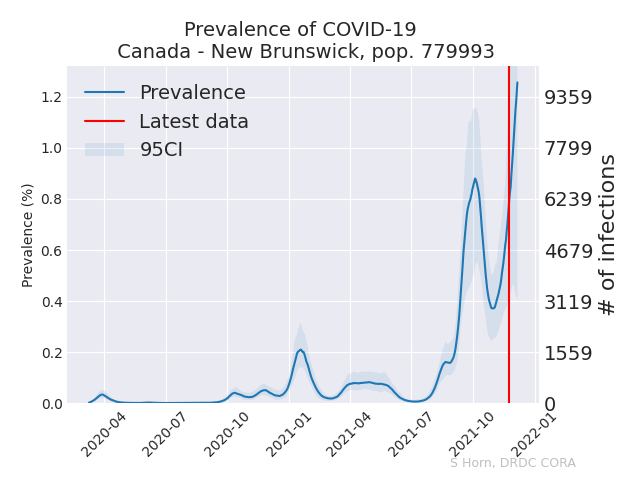 Prevalence of COVID-19
Canada - New Brunswick, pop. 779993
Prevalence
Latest data
95CI
Prevalence (%)
1.2
1.0
0.8
0.6
0.4
0.2
0.0
9359
7799
6239
4679
3119
1559
0
# of infections
2020-04
2020-07
2020-10
2021-01
2021-04
2021-07
2021-10
2022-01
S Horn, DRDC CORA